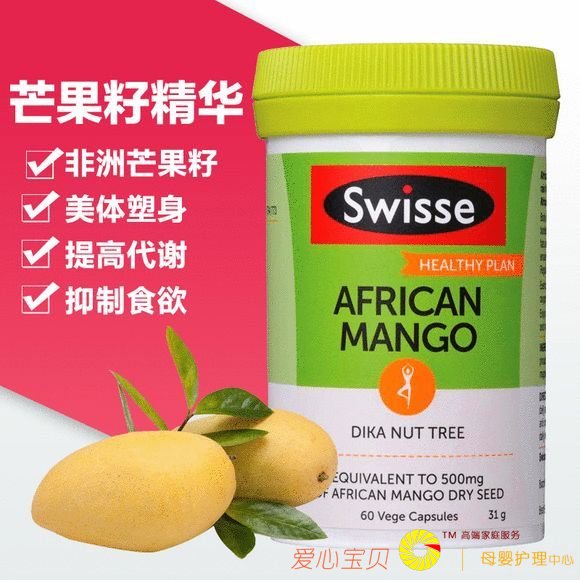 芒果籽精华
非洲芒果籽
美体塑身
提高代谢
抑制食欲
Swisse
HEALTHY PLAN
AFRICAN
MANGO
DIKA NUT TREE
EQUIVALENT TO 500mg
OF AFRICAN MANGO DRY SEED
60 Vege Capsules 31 g
TM 高端家庭服务
爱心宝贝 母婴护理中心